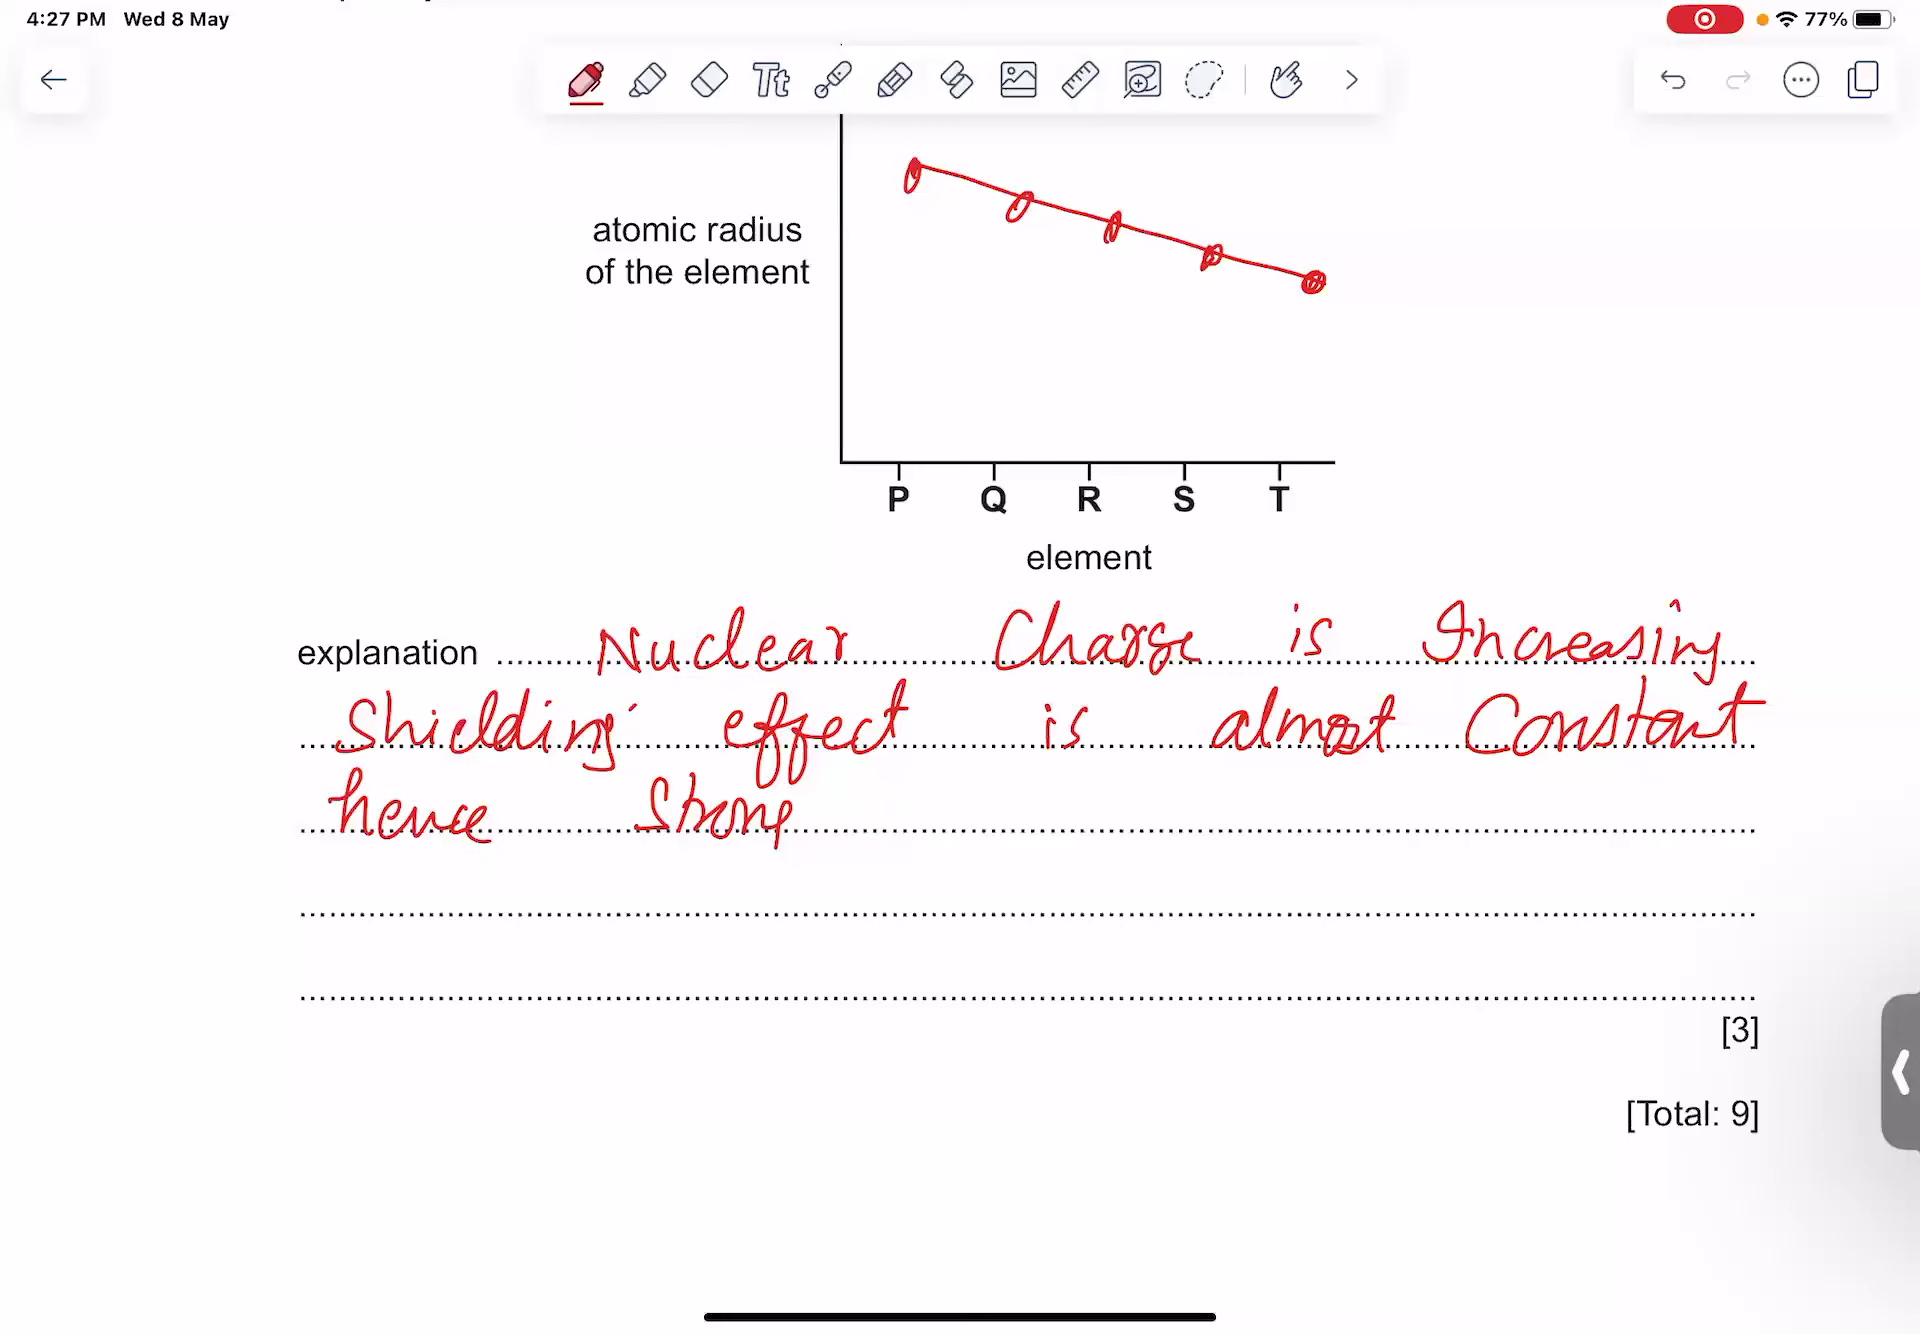 4:27 PM Wed 8 May
77%
Tt
atomic radius
of the element
P Q R S T
element
explanation Nuclear Charge is Increasing
Shielding effect is almost Constant
hence Strong
[3]
[Total: 9]